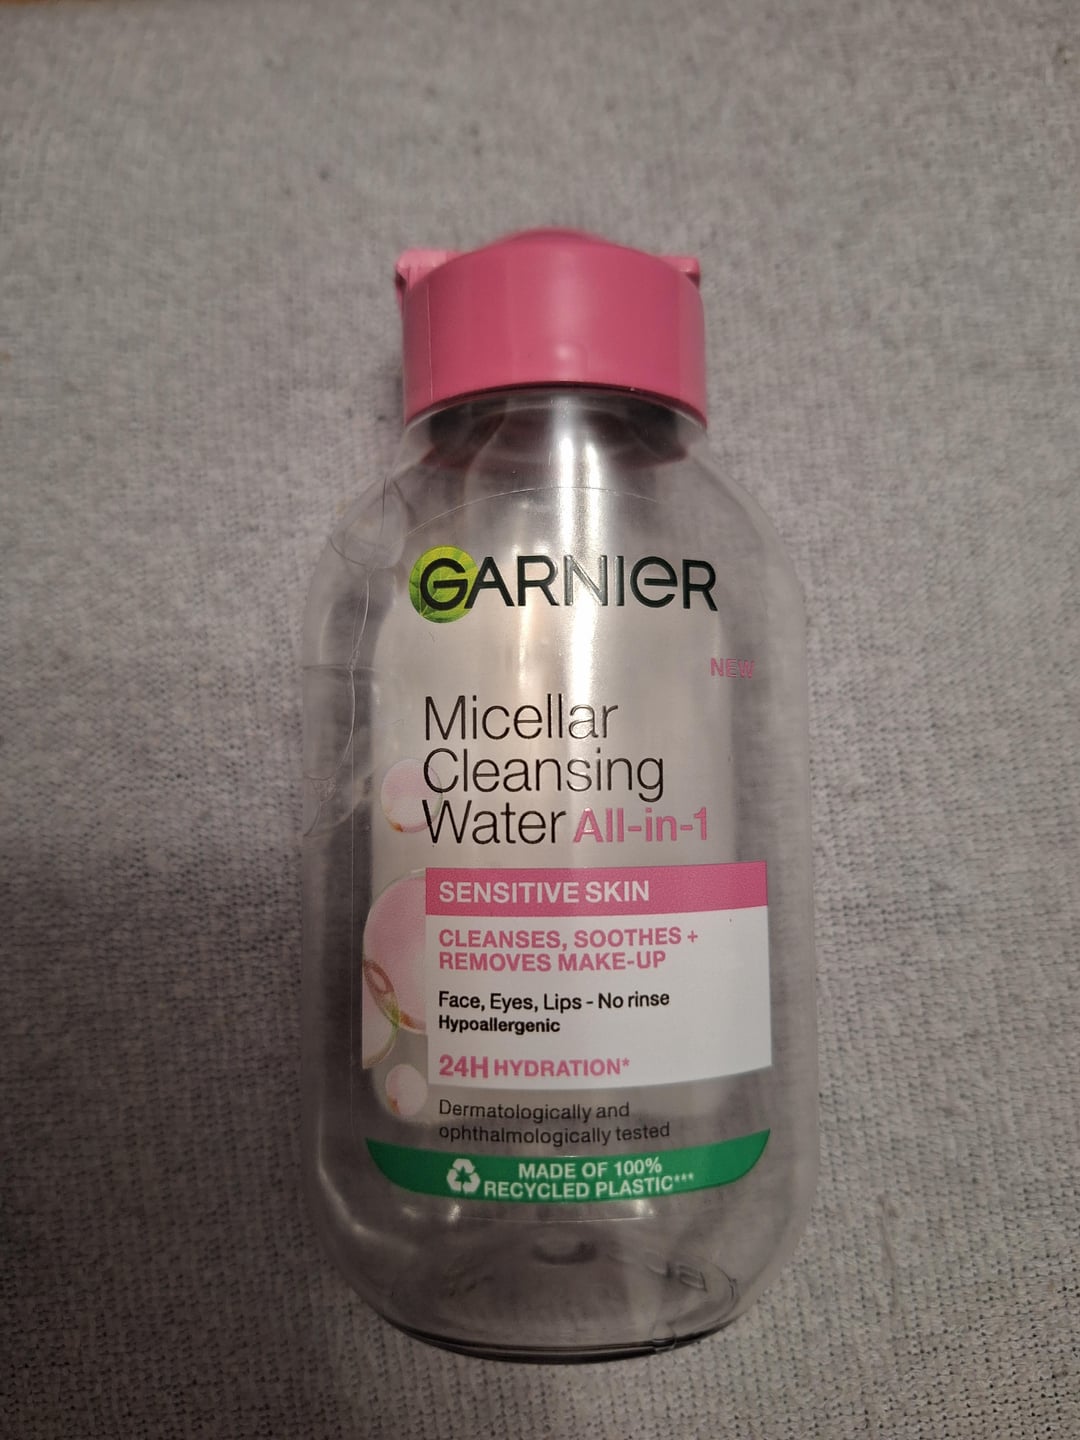 GARNIER
NEW
Micellar
Cleansing
Water All-in-1
SENSITIVE SKIN
CLEANSES, SOOTHES +
REMOVES MAKE-UP
Face, Eyes, Lips - No rinse
Hypoallergenic
24H HYDRATION*
Dermatologically and
ophthalmologically tested
MADE OF 100%
RECYCLED PLASTIC***